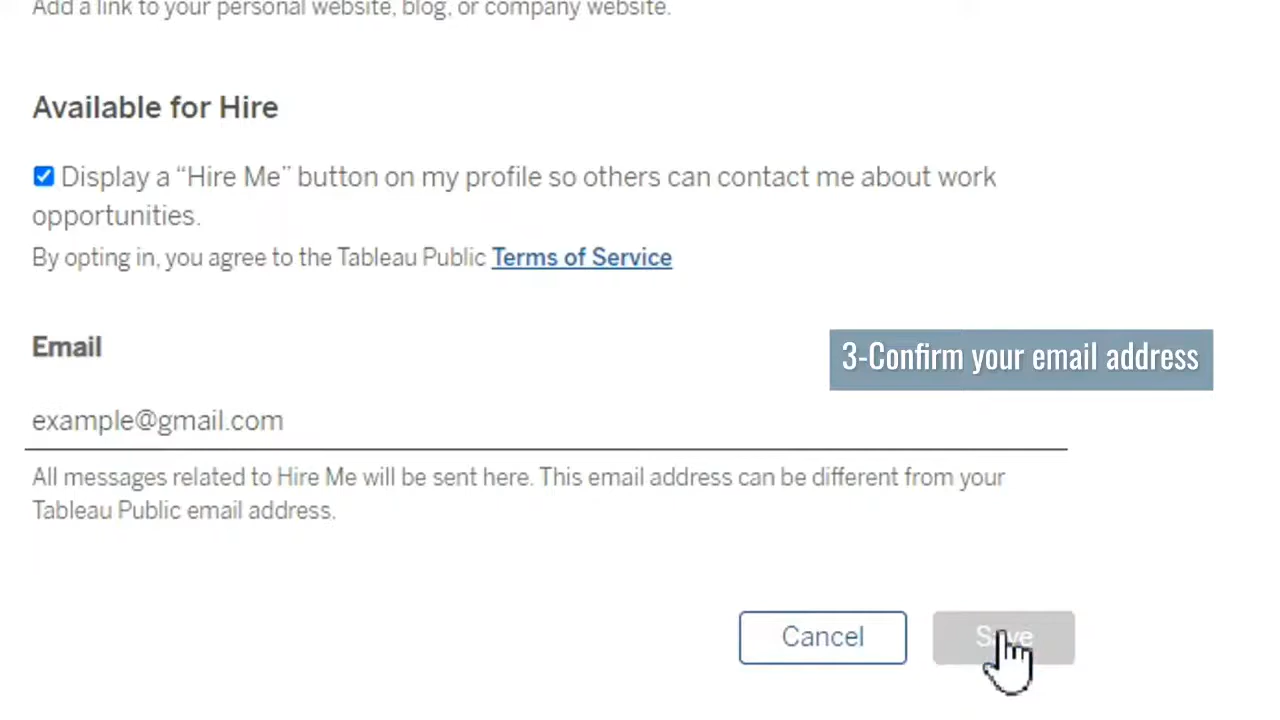 Add a link to your personal website, blog, or company website.
Available for Hire
Display a “Hire Me” button on my profile so others can contact me about work
opportunities.
By opting in, you agree to the Tableau Public Terms of Service
Email
3-Confirm your email address
example@gmail.com
All messages related to Hire Me will be sent here. This email address can be different from your
Tableau Public email address.
Cancel
Save